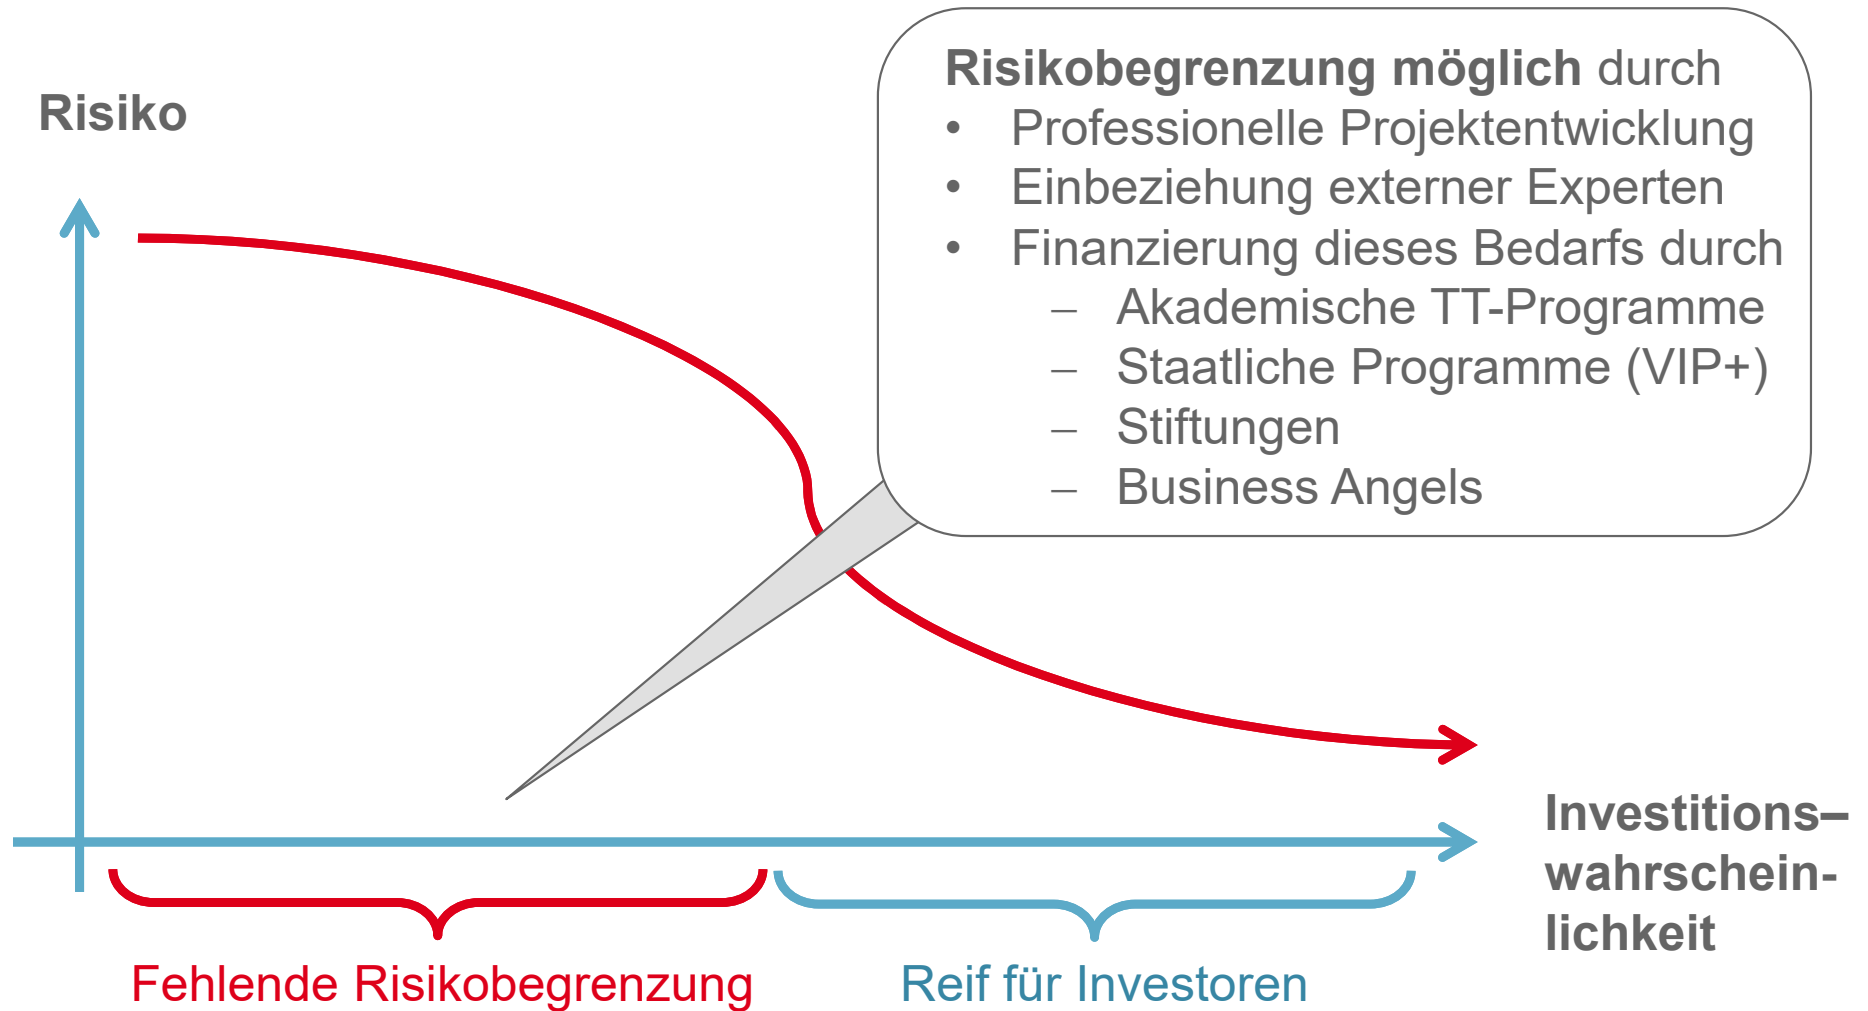 Risiko
Risikobegrenzung möglich durch
• Professionelle Projektentwicklung
• Einbeziehung externer Experten
• Finanzierung dieses Bedarfs durch
– Akademische TT-Programme
– Staatliche Programme (VIP+)
– Stiftungen
– Business Angels
Investitions–
wahrschein-
lichkeit
Fehlende Risikobegrenzung
Reif für Investoren